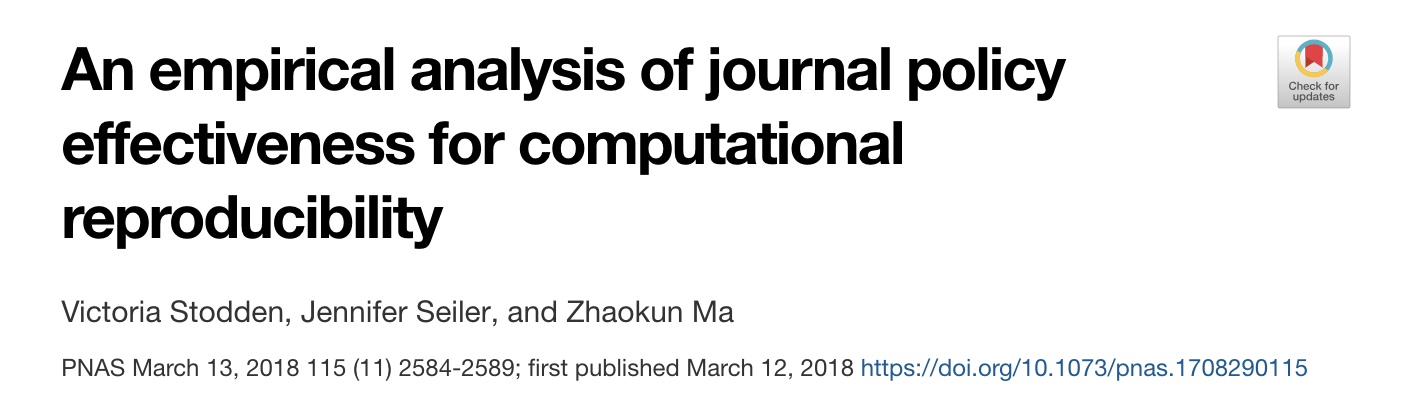 An empirical analysis of journal policy
effectiveness for computational
reproducibility
Check for
updates
Victoria Stodden, Jennifer Seiler, and Zhaokun Ma
PNAS March 13, 2018 115 (11) 2584-2589; first published March 12, 2018 https://doi.org/10.1073/pnas.1708290115